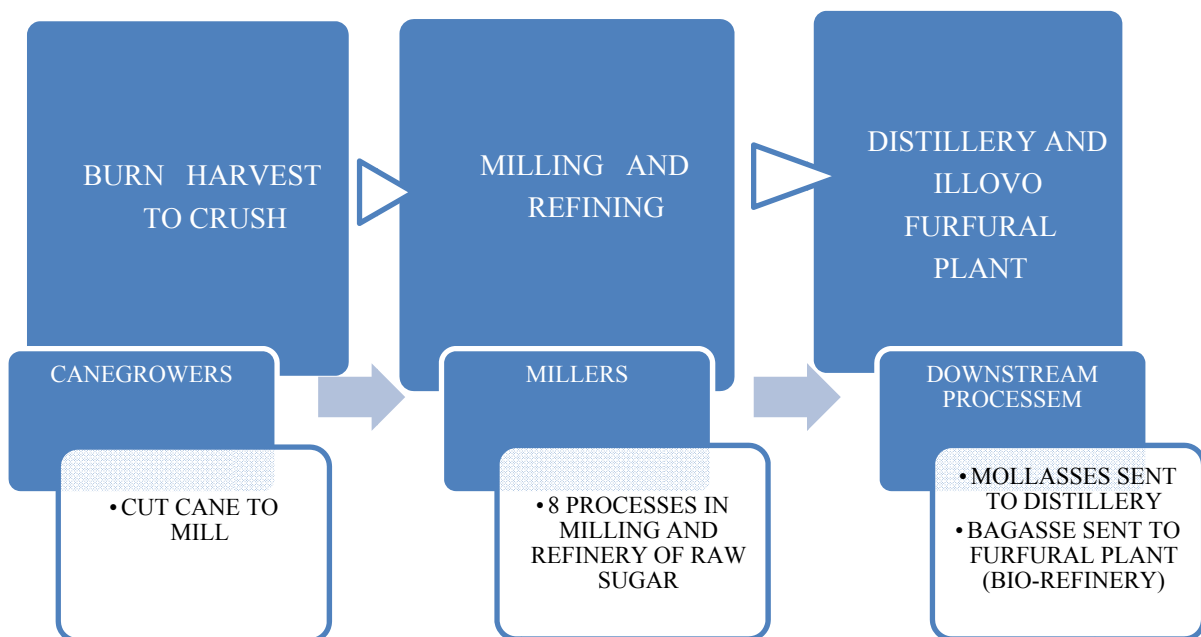 BURN HARVEST
TO CRUSH
CANEGROWERS
• CUT CANE TO
MILL
MILLING AND
REFINING
MILLERS
• 8 PROCESSES IN
MILLING AND
REFINERY OF RAW
SUGAR
DISTILLERY AND
ILLOVO
FURFURAL
PLANT
DOWNSTREAM
PROCESSEM
• MOLLASSES SENT
TO DISTILLERY
• BAGASSE SENT TO
FURFURAL PLANT
(BIO-REFINERY)